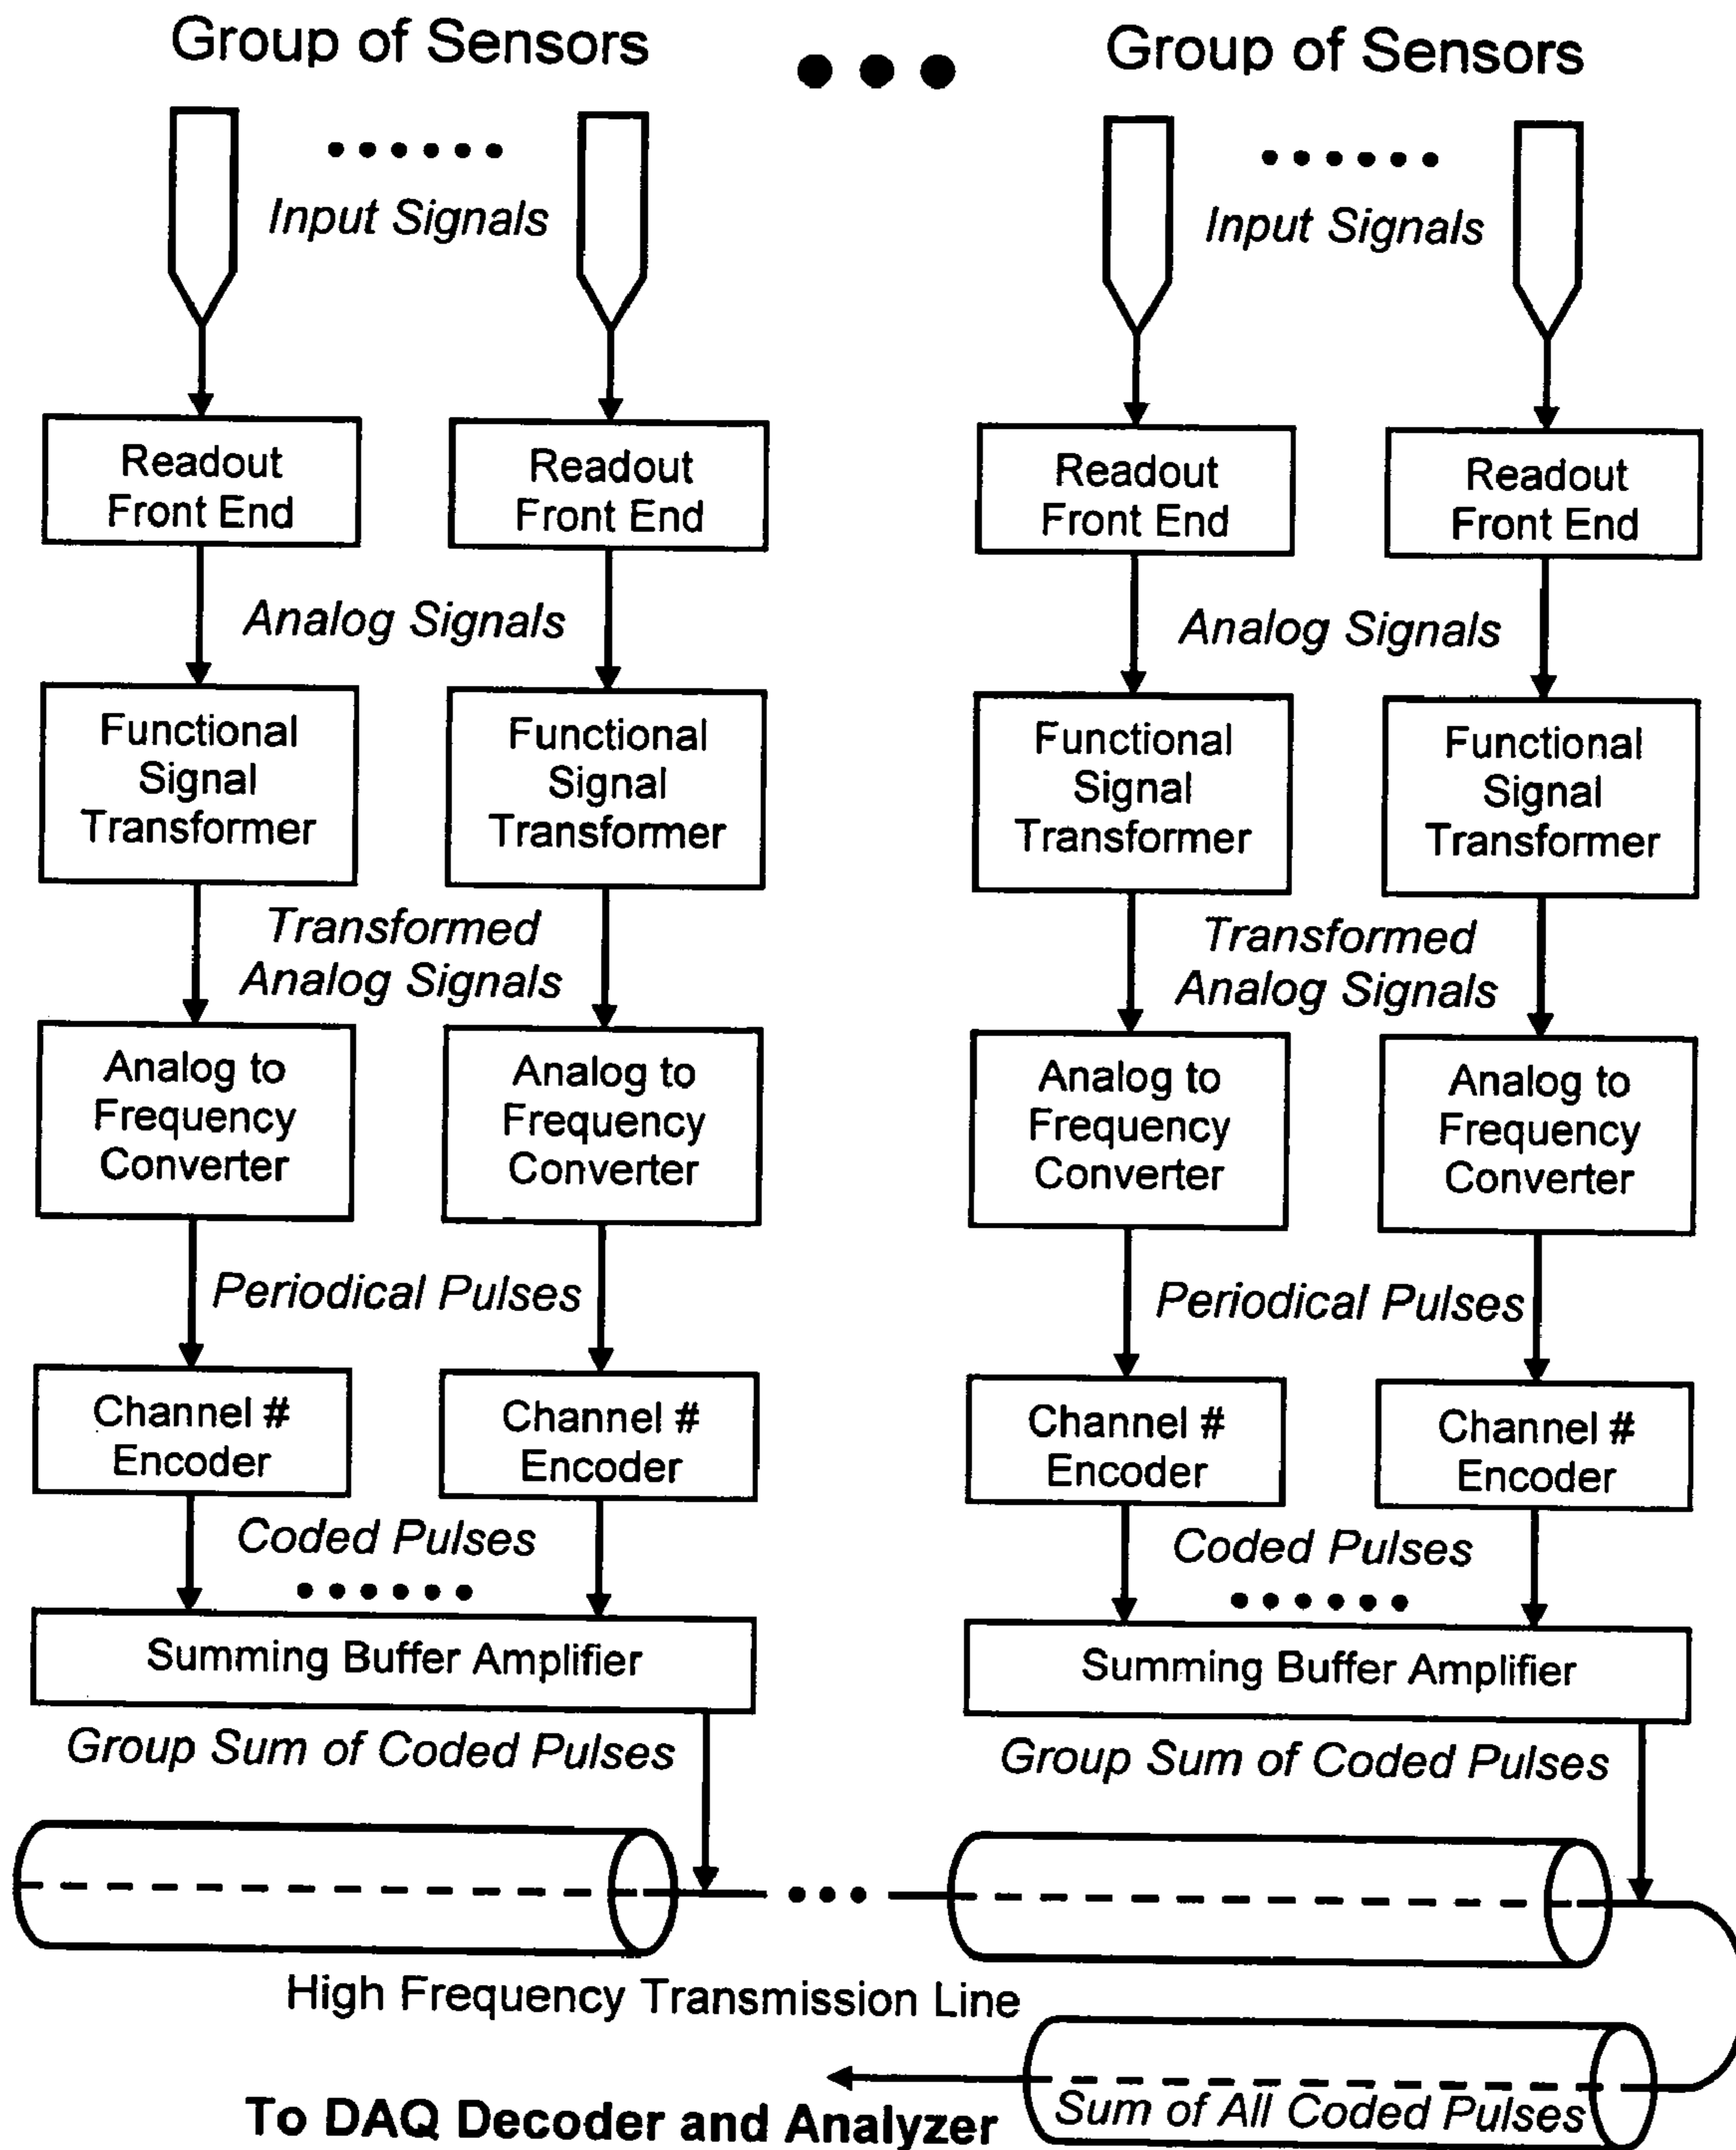 Group of Sensors
Group of Sensors
Input Signals
Input Signals
Readout
Front End
Readout
Front End
Readout
Front End
Readout
Front End
Analog Signals
Analog Signals
Functional
Signal
Transformer
Functional
Signal
Transformer
Functional
Signal
Transformer
Functional
Signal
Transformer
Transformed
Analog Signals
Transformed
Analog Signals
Analog to
Frequency
Converter
Analog to
Frequency
Converter
Analog to
Frequency
Converter
Analog to
Frequency
Converter
Periodical Pulses
Periodical Pulses
Channel #
Encoder
Channel #
Encoder
Channel #
Encoder
Channel #
Encoder
Coded Pulses
Coded Pulses
Summing Buffer Amplifier
Summing Buffer Amplifier
Group Sum of Coded Pulses
Group Sum of Coded Pulses
High Frequency Transmission Line
Sum of All Coded Pulses
To DAQ Decoder and Analyzer